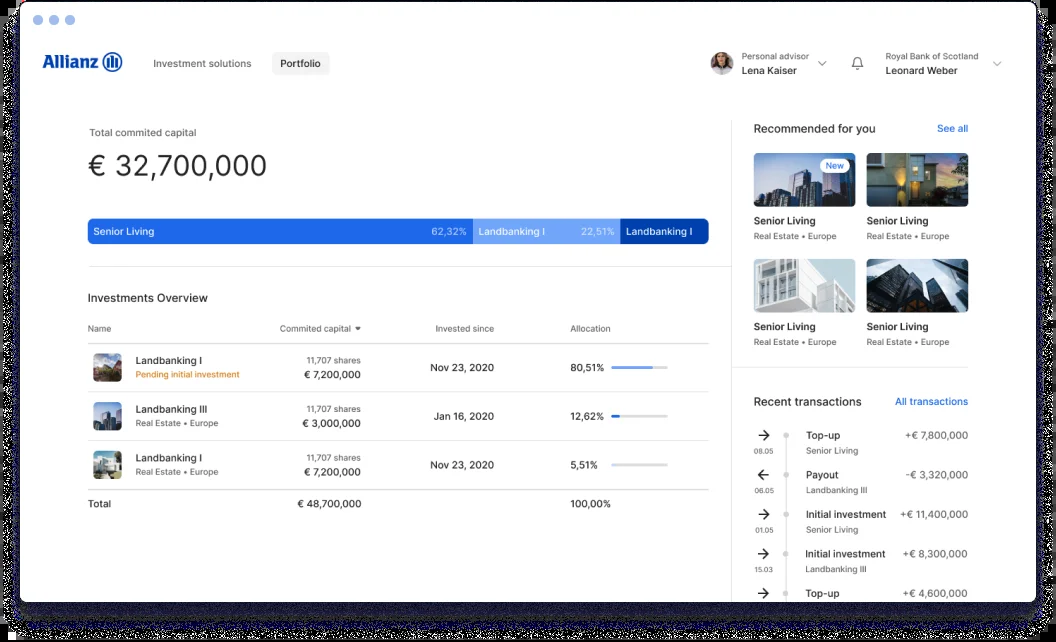 Allianz
Investment solutions
Portfolio
Personal advisor
Lena Kaiser
Royal Bank of Scotland
Leonard Weber
Total commited capital
€ 32,700,000
Senior Living 62,32% Landbanking I 22,51% Landbanking I
Investments Overview
Name Commited capital Invested since Allocation
Landbanking I
Pending initial investment
11,707 shares
€ 7,200,000
Nov 23, 2020
80,51%
Landbanking III
Real Estate • Europe
11,707 shares
€ 3,000,000
Jan 16, 2020
12,62%
Landbanking I
Real Estate • Europe
11,707 shares
€ 7,200,000
Nov 23, 2020
5,51%
Total € 48,700,000 100,00%
Recommended for you See all
New
Senior Living
Real Estate • Europe
Senior Living
Real Estate • Europe
Senior Living
Real Estate • Europe
Senior Living
Real Estate • Europe
Recent transactions All transactions
08.05
Top-up +€ 7,800,000
Senior Living
06.05
Payout -€ 3,320,000
Landbanking III
01.05
Initial investment +€ 11,400,000
Senior Living
15.03
Initial investment +€ 8,300,000
Landbanking III
Top-up +€ 4,600,000